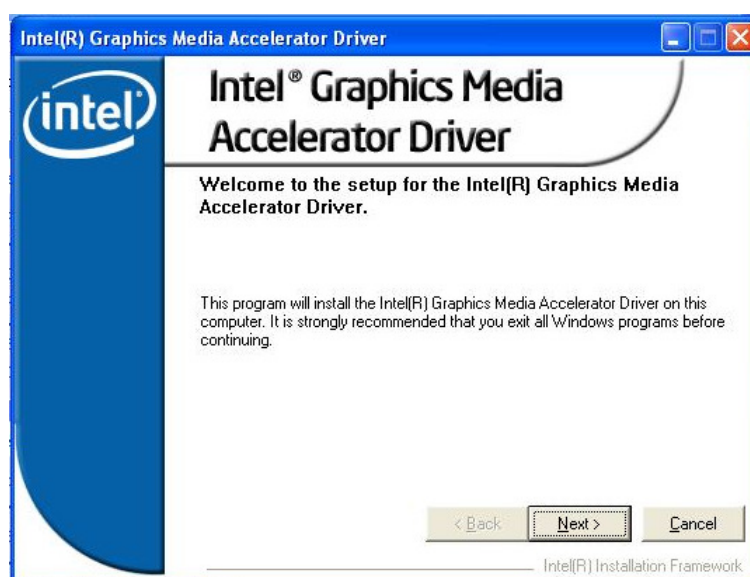 Intel(R) Graphics Media Accelerator Driver
intel
Intel® Graphics Media
Accelerator Driver
Welcome to the setup for the Intel(R) Graphics Media
Accelerator Driver.
This program will install the Intel(R) Graphics Media Accelerator Driver on this
computer. It is strongly recommended that you exit all Windows programs before
continuing.
< Back Next > Cancel
Intel(R) Installation Framework